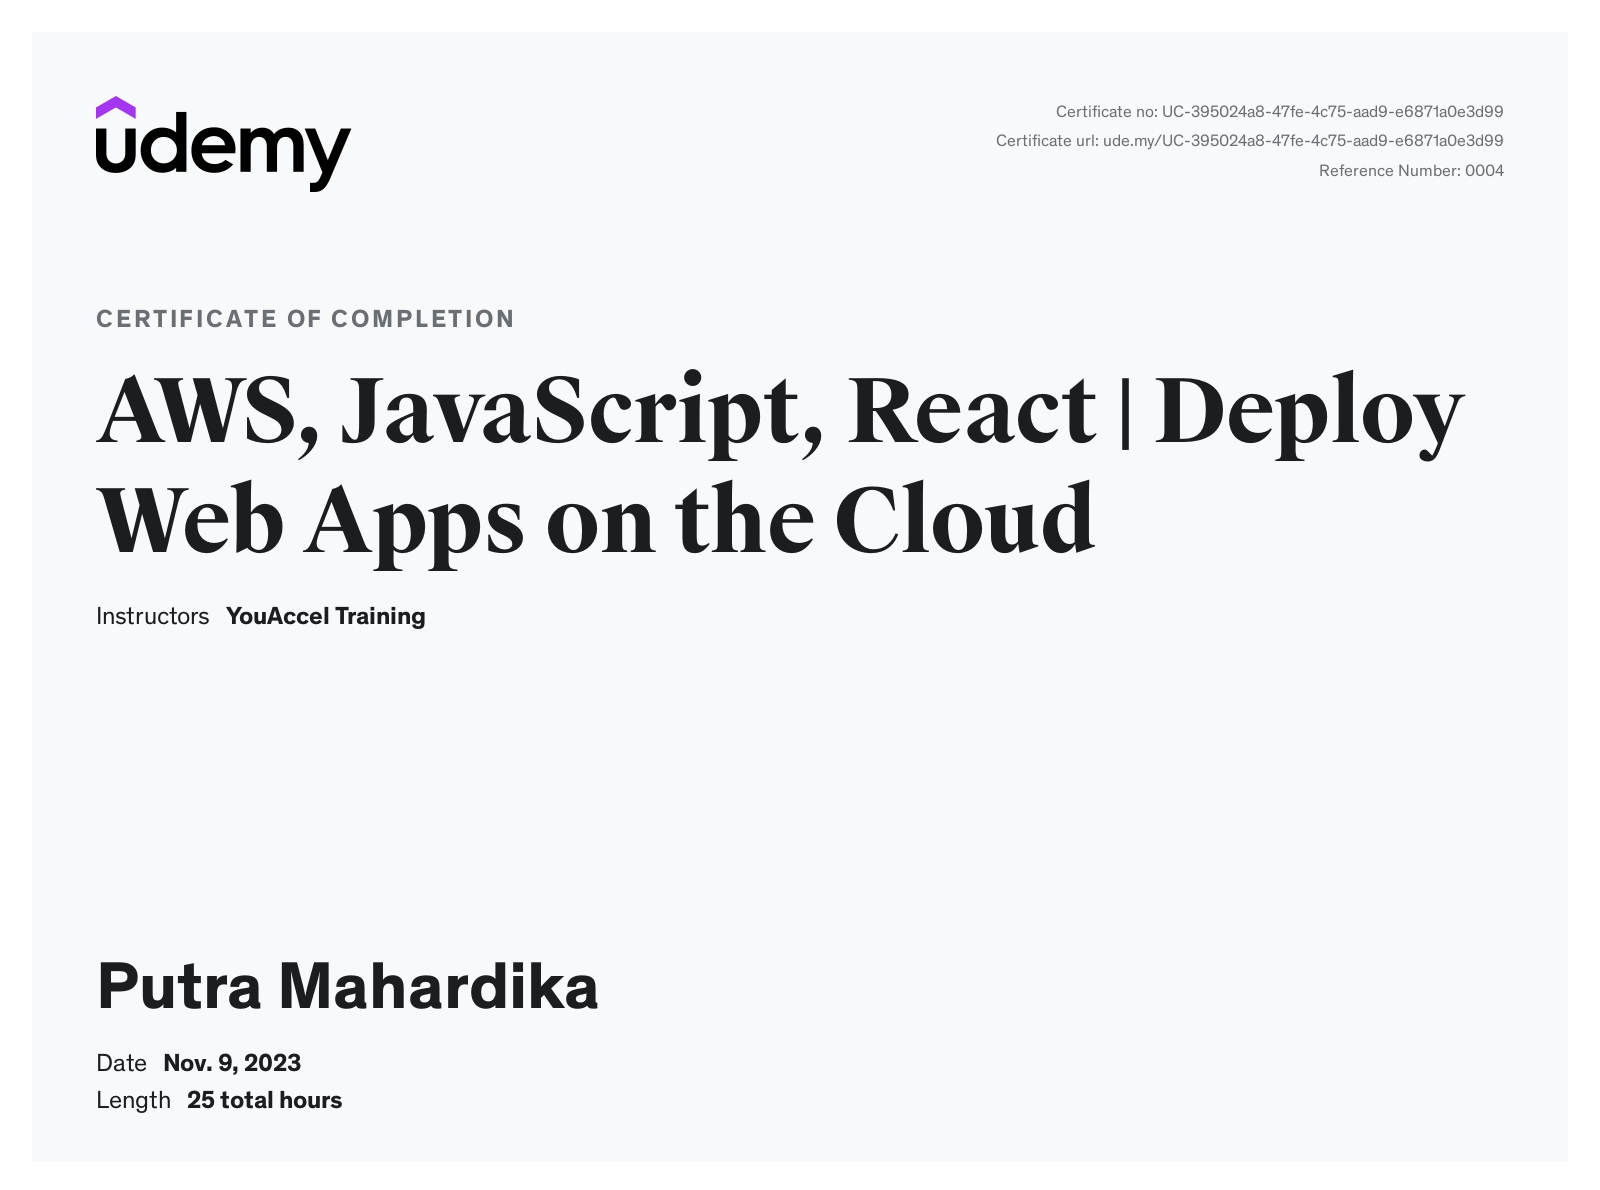 udemy
Certificate no: UC-395024a8-47fe-4c75-aad9-e6871a0e3d99
Certificate url: ude.my/UC-395024a8-47fe-4c75-aad9-e6871a0e3d99
Reference Number: 0004
CERTIFICATE OF COMPLETION
AWS, JavaScript, React | Deploy
Web Apps on the Cloud
Instructors YouAccel Training
Putra Mahardika
Date Nov. 9, 2023
Length 25 total hours